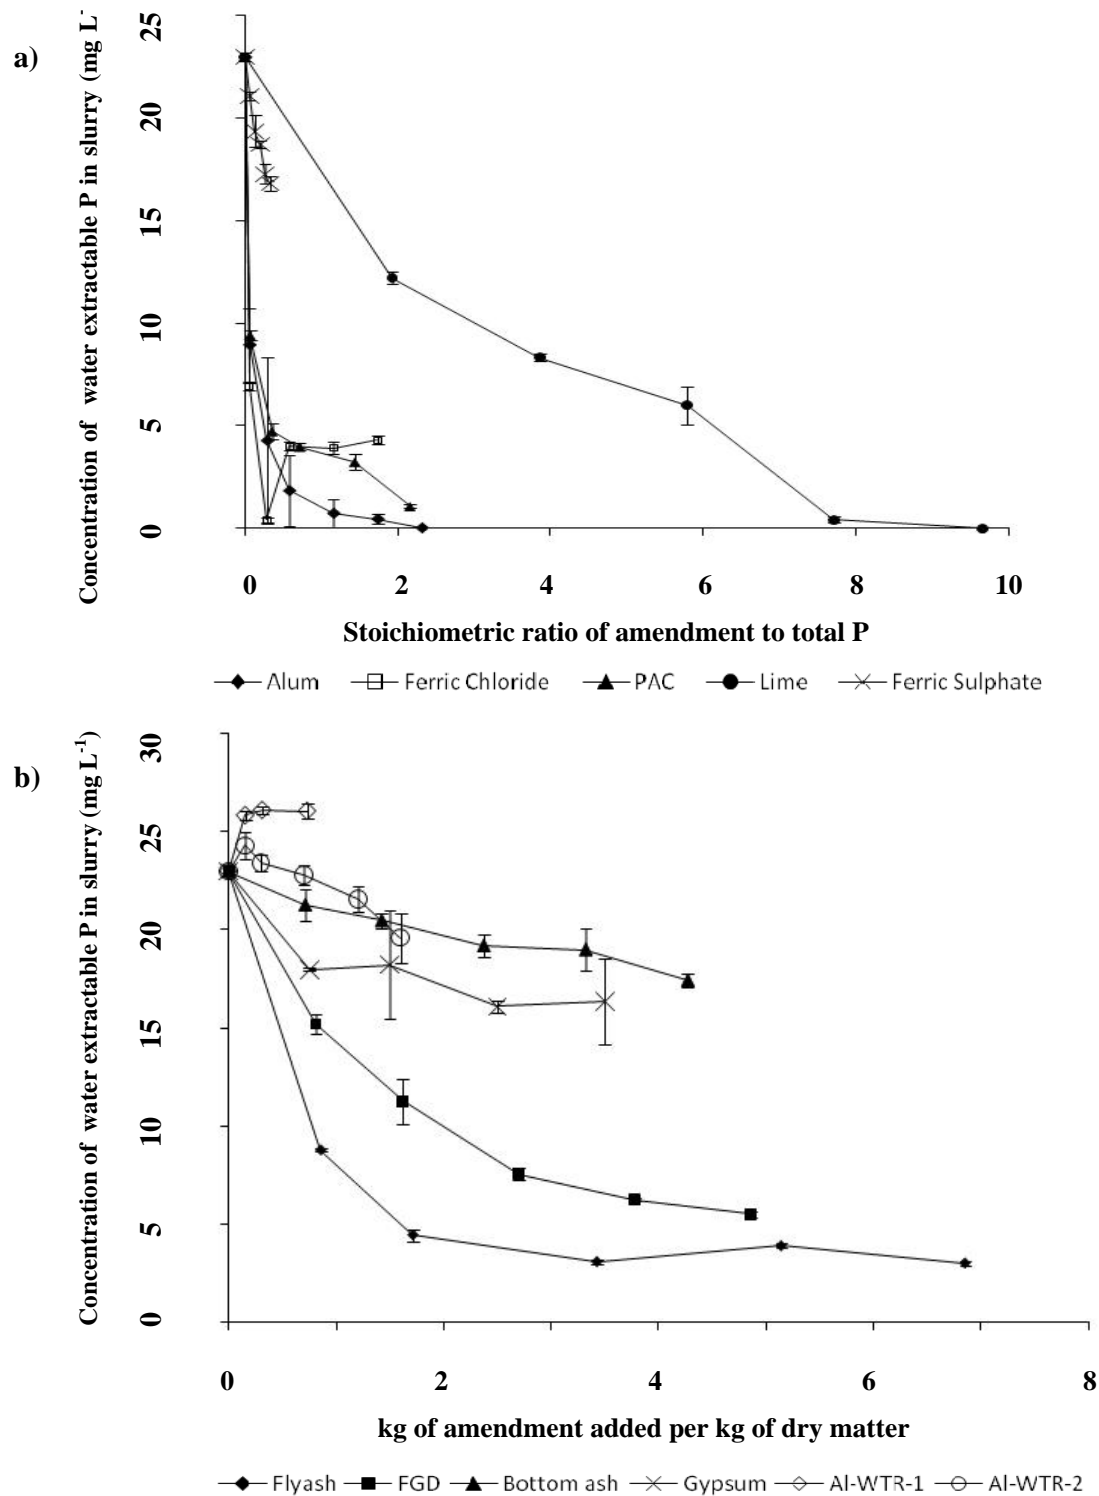 a)
Concentration of water extractable P in slurry (mg L-
25
20
15
10
5
0
0 2 4 6 8 10
Stoichiometric ratio of amendment to total P
Alum Ferric Chloride PAC Lime Ferric Sulphate
b)
Concentration of water extractable P in slurry (mg L-1)
30
25
20
15
10
5
0
0 2 4 6 8
kg of amendment added per kg of dry matter
Flyash FGD Bottom ash Gypsum Al-WTR-1 Al-WTR-2